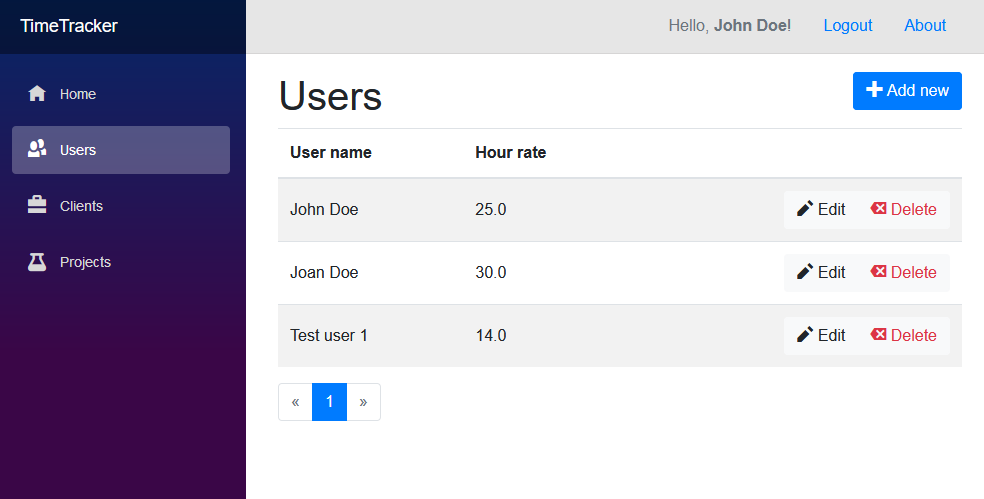 TimeTracker
Hello, John Doe! Logout About
Home
Users
Clients
Projects
Users
Add new
User name Hour rate
John Doe 25.0 Edit Delete
Joan Doe 30.0 Edit Delete
Test user 1 14.0 Edit Delete
« 1 »